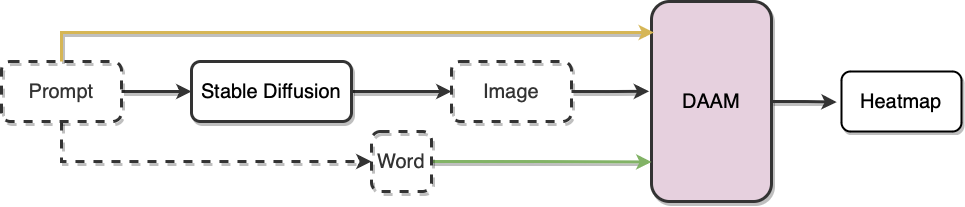 Prompt
Stable Diffusion
Image
DAAM
Heatmap
Word